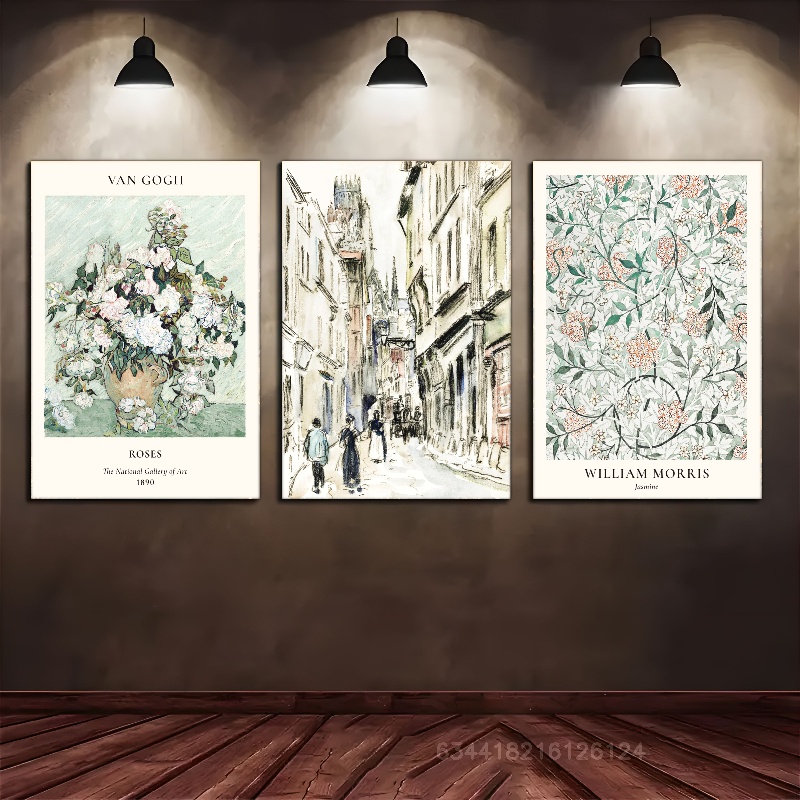 VAN GOGH
ROSES
The National Gallery of Art
1890
WILLIAM MORRIS
Jasmine
634418216126124